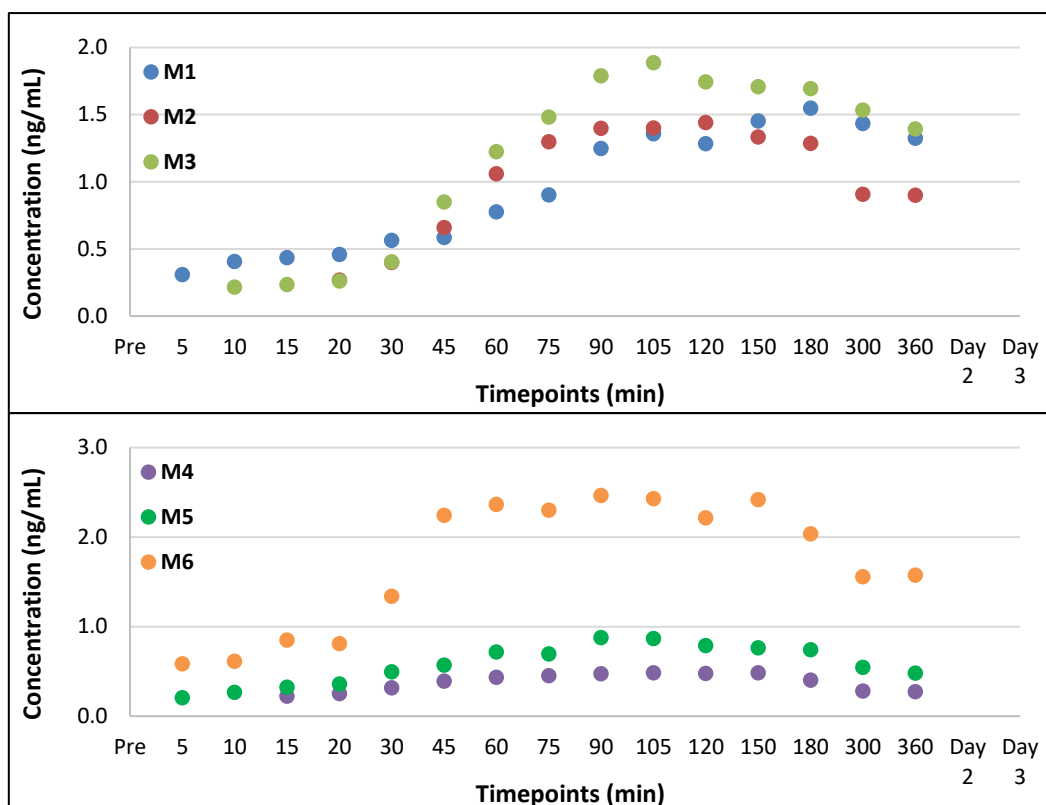 Concentration (ng/mL)
2.0
1.5
1.0
0.5
0.0
M1
M2
M3
Pre 5 10 15 20 30 45 60 75 90 105 120 150 180 300 360 Day Day
2 3
Timepoints (min)
Concentration (ng/mL)
3.0
2.0
1.0
0.0
M4
M5
M6
Pre 5 10 15 20 30 45 60 75 90 105 120 150 180 300 360 Day Day
2 3
Timepoints (min)